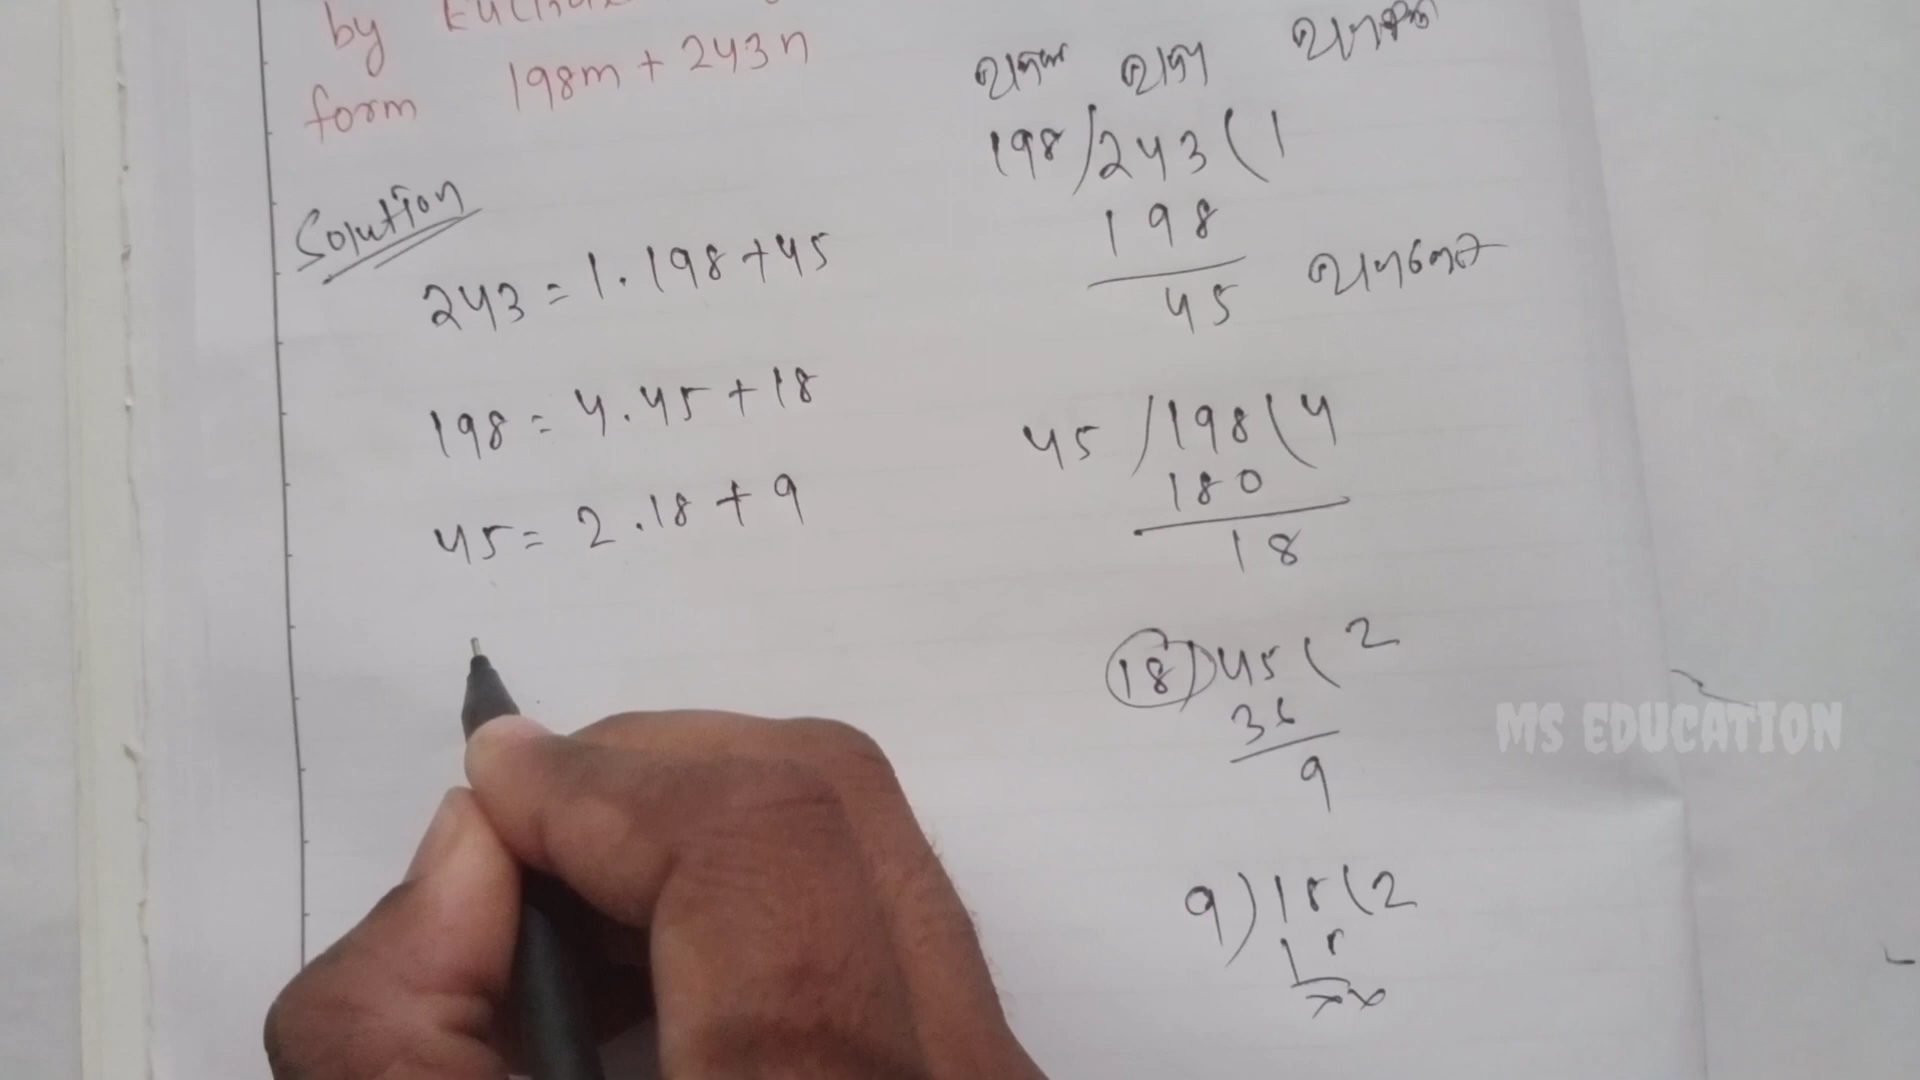 by
form 198m + 243n
Solution
243 = 1.198 + 45
198 = 4.45 + 18
45 = 2.18 + 9
198)243(1
198
45
45)198(4
180
18
18)45(2
36
9
9)18(2
18
××
MS EDUCATION